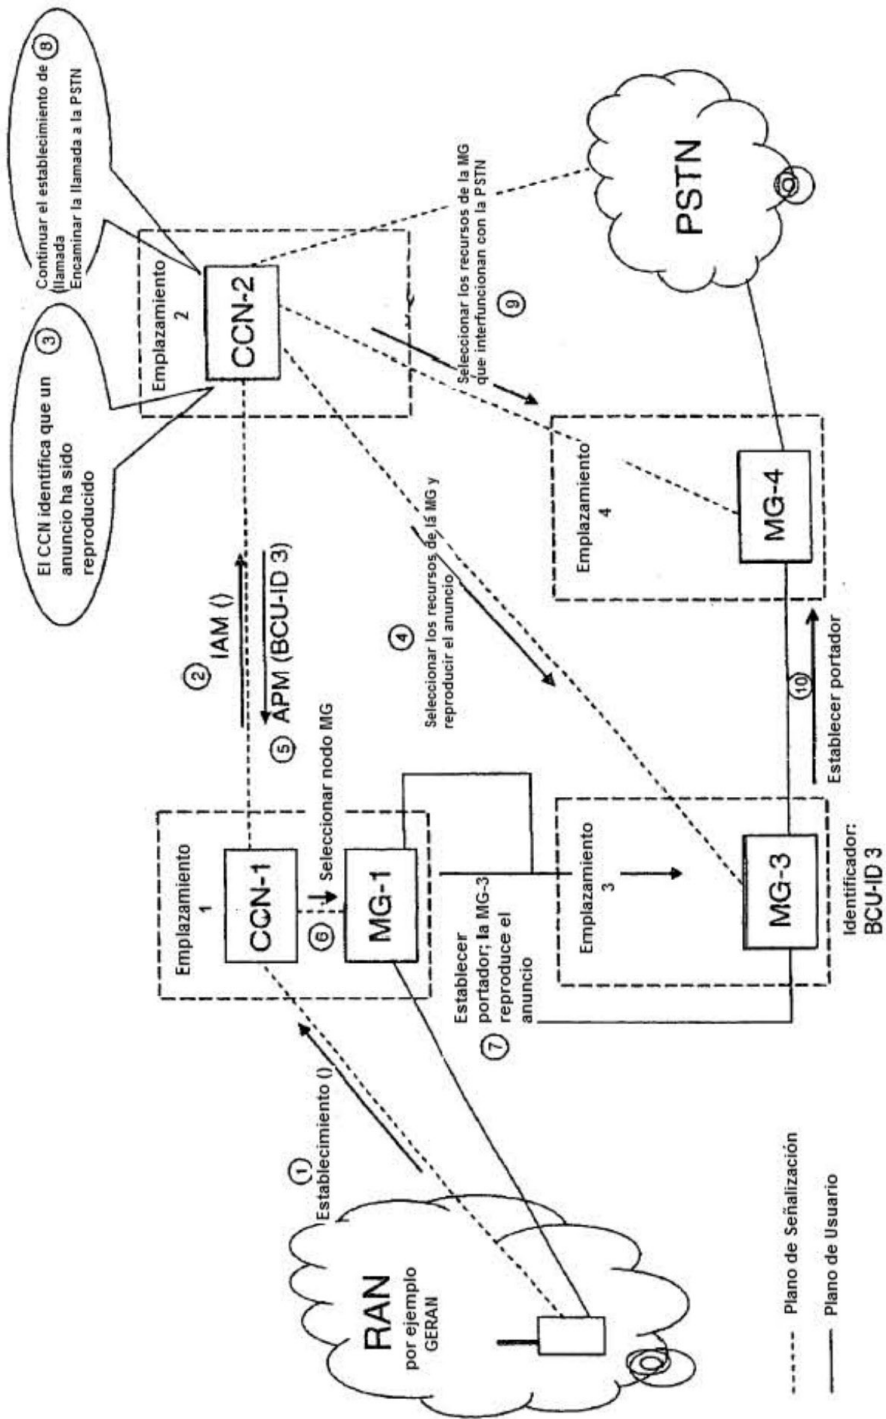 Continuar el establecimiento de 8
llamada
Encaminar la llamada a la PSTN
3
El CCN identifica que un
anuncio ha sido
reproducido
Emplazamiento
2
CCN-2
2
IAM ()
5 APM (BCU-ID 3)
Seleccionar los recursos de la MG
que interfuncionan con la PSTN
9
PSTN
4
Seleccionar los recursos de la MG y
reproducir el anuncio
Emplazamiento
4
MG-4
Emplazamiento
1
CCN-1
Seleccionar nodo MG
6
MG-1
10
Establecer portador
Establecer
portador; la MG-3
reproduce el
anuncio
7
Emplazamiento
3
MG-3
Identificador:
BCU-ID 3
1
Establecimiento ()
RAN
por ejemplo
GERAN
Plano de Señalización
Plano de Usuario